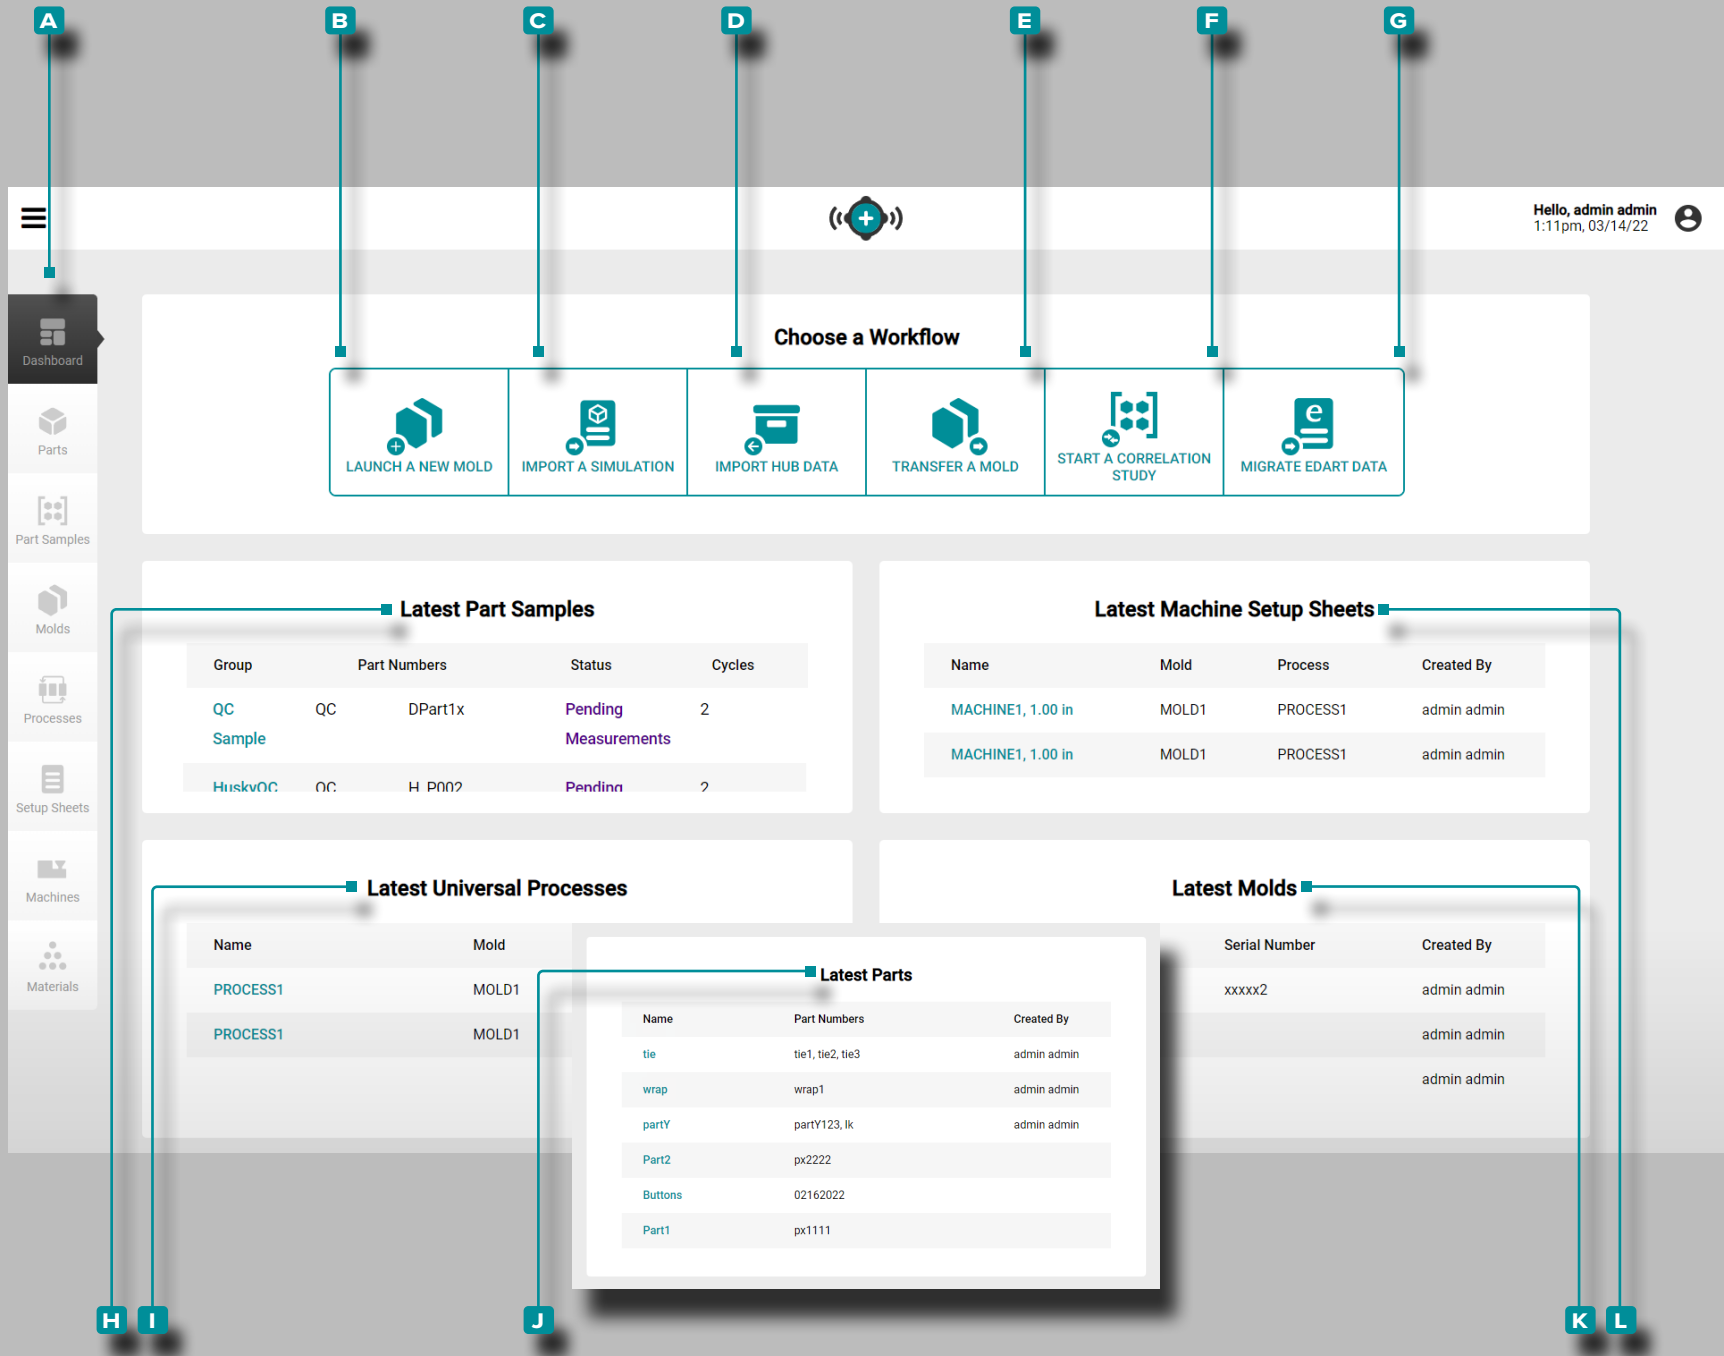 A B C D E F G
Hello, admin admin
1:11pm, 03/14/22
Dashboard
Parts
Part Samples
Molds
Processes
Setup Sheets
Machines
Materials
Choose a Workflow
LAUNCH A NEW MOLD
IMPORT A SIMULATION
IMPORT HUB DATA
TRANSFER A MOLD
START A CORRELATION
STUDY
e
MIGRATE EDART DATA
Latest Part Samples
Group Part Numbers Status Cycles
QC QC DPart1x Pending 2
Sample Measurements
HuskyQC QC H_P002 Pending 2
Latest Machine Setup Sheets
Name Mold Process Created By
MACHINE1, 1.00 in MOLD1 PROCESS1 admin admin
MACHINE1, 1.00 in MOLD1 PROCESS1 admin admin
Latest Universal Processes
Name Mold
PROCESS1 MOLD1
PROCESS1 MOLD1
Latest Molds
Serial Number Created By
xxxxx2 admin admin
admin admin
admin admin
Latest Parts
Name Part Numbers Created By
tie tie1, tie2, tie3 admin admin
wrap wrap1 admin admin
partY partY123, lk admin admin
Part2 px2222
Buttons 02162022
Part1 px1111
H I J K L